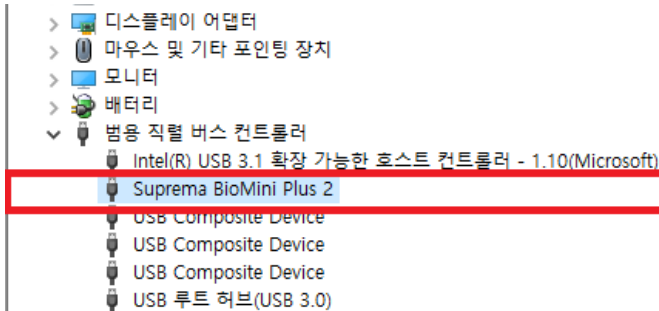 디스플레이 어댑터
마우스 및 기타 포인팅 장치
모니터
배터리
범용 직렬 버스 컨트롤러
Intel(R) USB 3.1 확장 가능한 호스트 컨트롤러 - 1.10(Microsoft)
Suprema BioMini Plus 2
USB Composite Device
USB Composite Device
USB Composite Device
USB 루트 허브(USB 3.0)